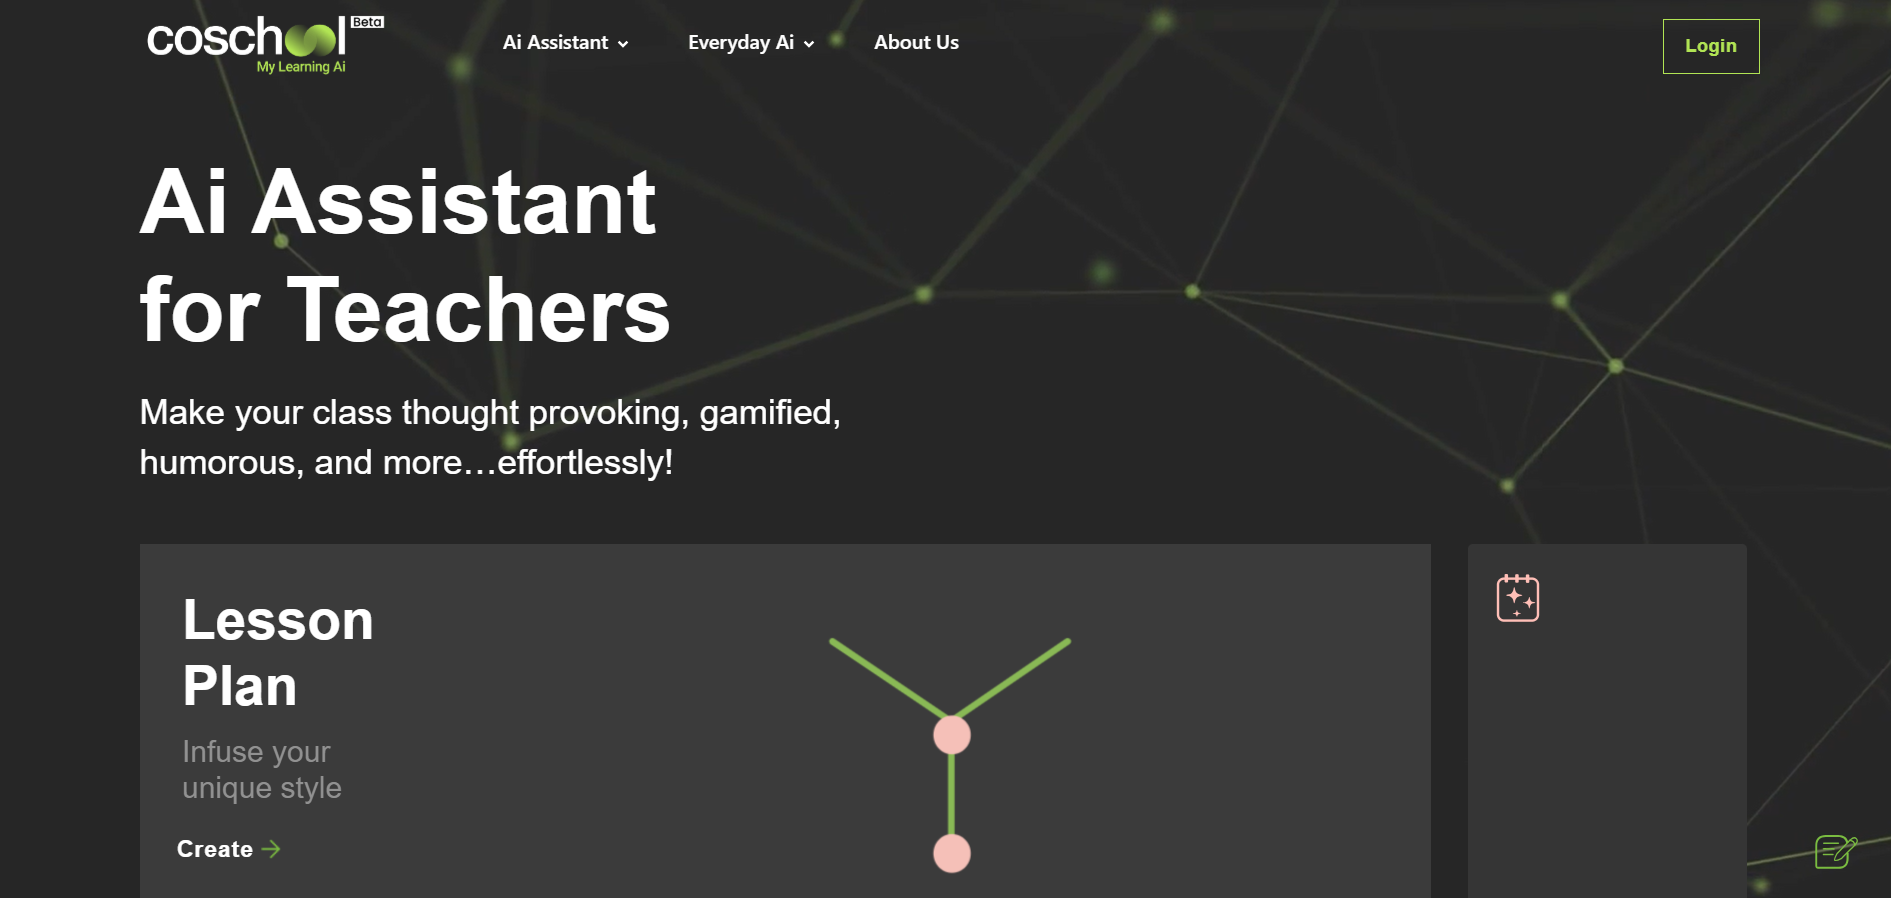 coschool Beta
My Learning Ai
Ai Assistant
Everyday Ai
About Us
Login
Ai Assistant
for Teachers
Make your class thought provoking, gamified,
humorous, and more…effortlessly!
Lesson
Plan
Infuse your
unique style
Create